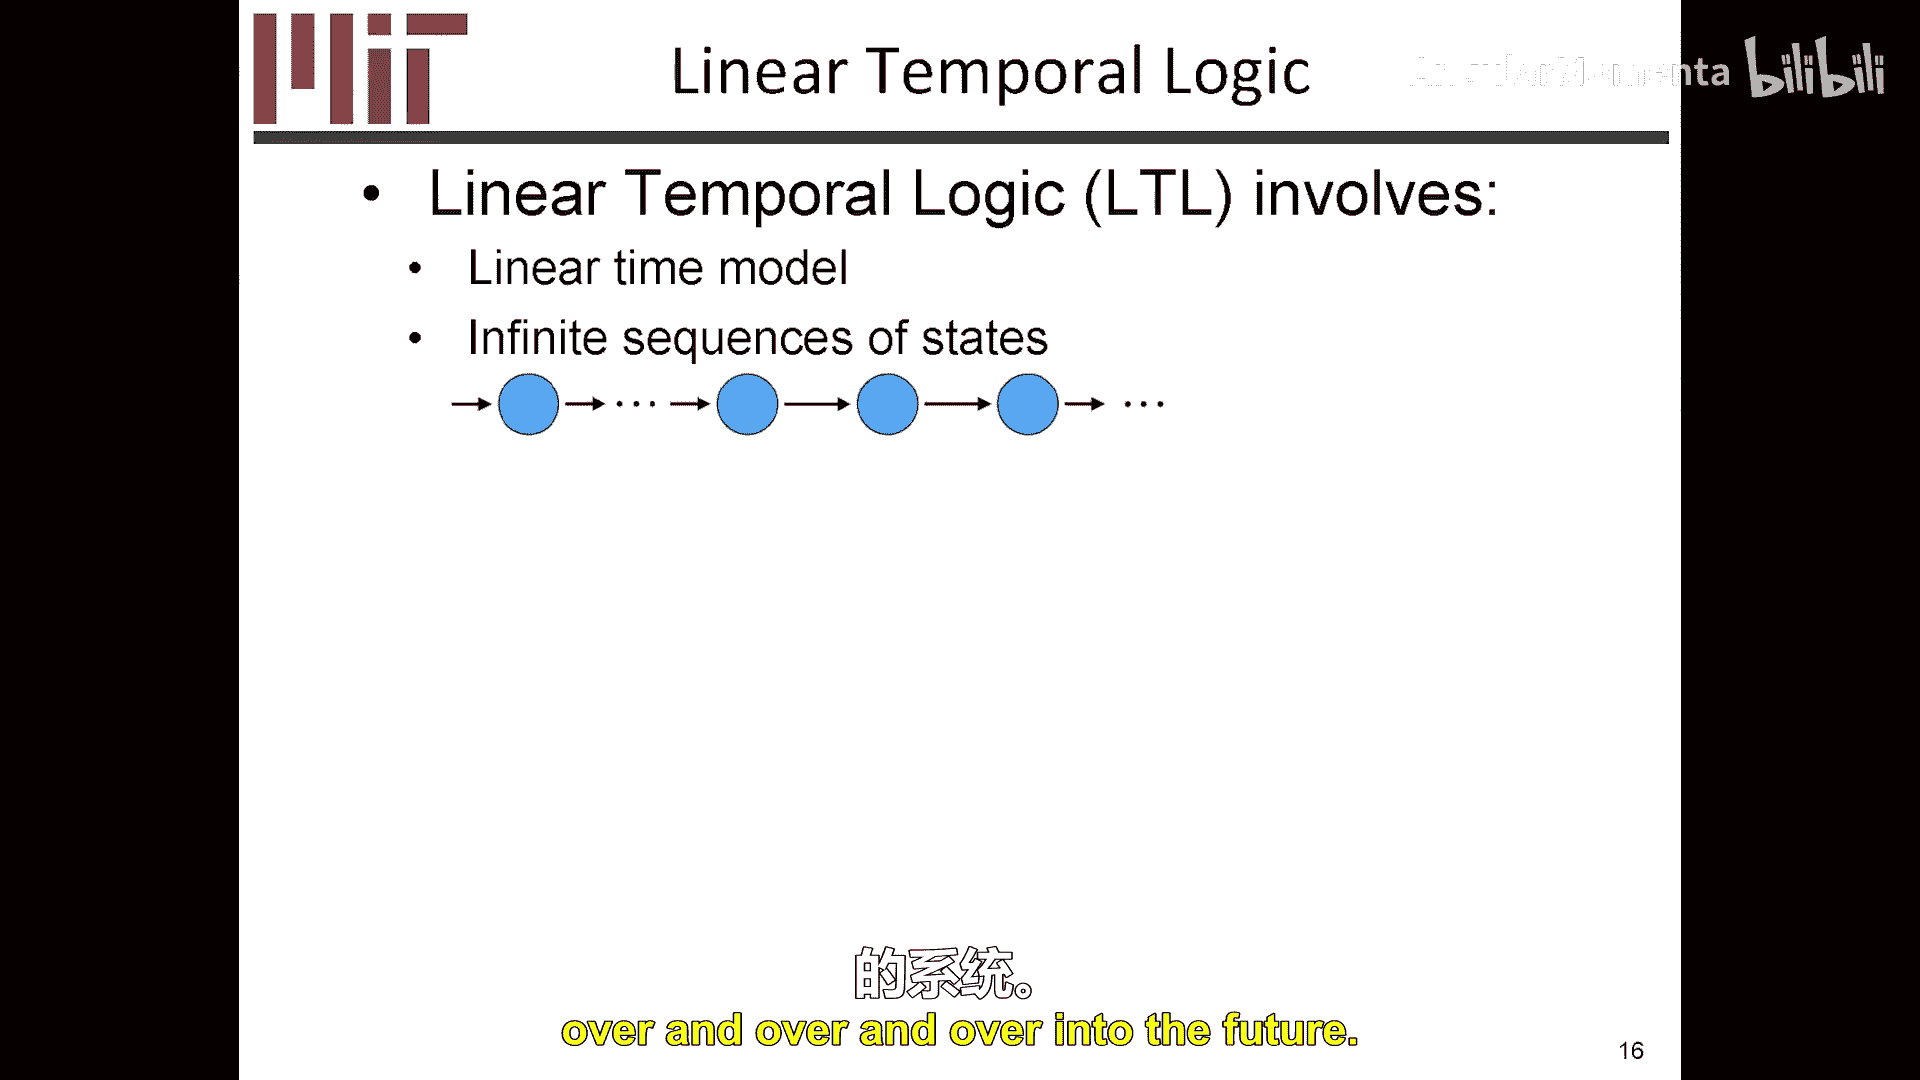 MIT
Linear Temporal Logic
bilibili
• Linear Temporal Logic (LTL) involves:
• Linear time model
• Infinite sequences of states
的系统。
over and over and over into the future.
16